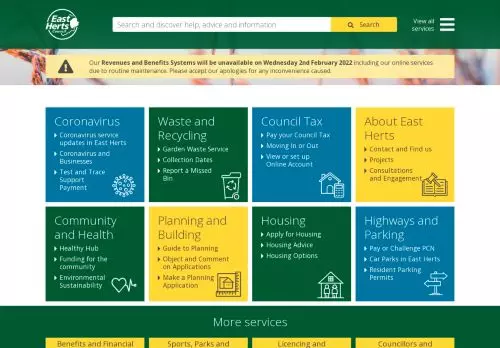 East
Herts
Council
Search and discover help, advice and information
Search
View all
services
Our Revenues and Benefits Systems will be unavailable on Wednesday 2nd February 2022 including our online services
due to routine maintenance. Please accept our apologies for any inconvenience caused.
Coronavirus
Coronavirus service
updates in East Herts
Coronavirus and
Businesses
Test and Trace
Support
Payment
Waste and
Recycling
Garden Waste Service
Collection Dates
Report a Missed
Bin
Council Tax
Pay your Council Tax
Moving In or Out
View or set up
Online Account
About East
Herts
Contact and Find us
Projects
Consultations
and Engagement
Community
and Health
Healthy Hub
Funding for the
community
Environmental
Sustainability
Planning and
Building
Guide to Planning
Object and Comment
on Applications
Make a Planning
Application
Housing
Apply for Housing
Housing Advice
Housing Options
Highways and
Parking
Pay or Challenge PCN
Car Parks in East Herts
Resident Parking
Permits
More services
Benefits and Financial
Sports, Parks and
Licencing and
Councillors and